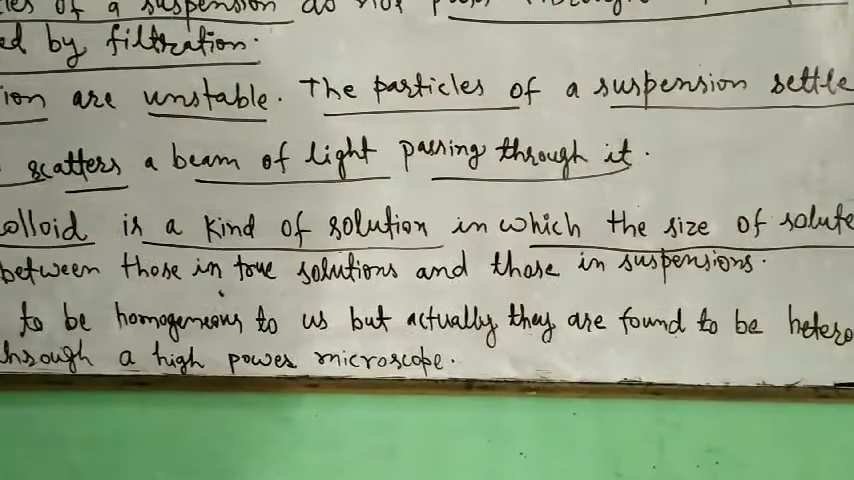 of a suspension do not
ed by filtration.
ion are unstable. The particles of a suspension settle
scatters a beam of light passing through it.
olloid is a kind of solution in which the size of solute
between those in true solutions and those in suspensions.
to be homogeneous to us but actually they are found to be hetero
hrough a high power microscope.